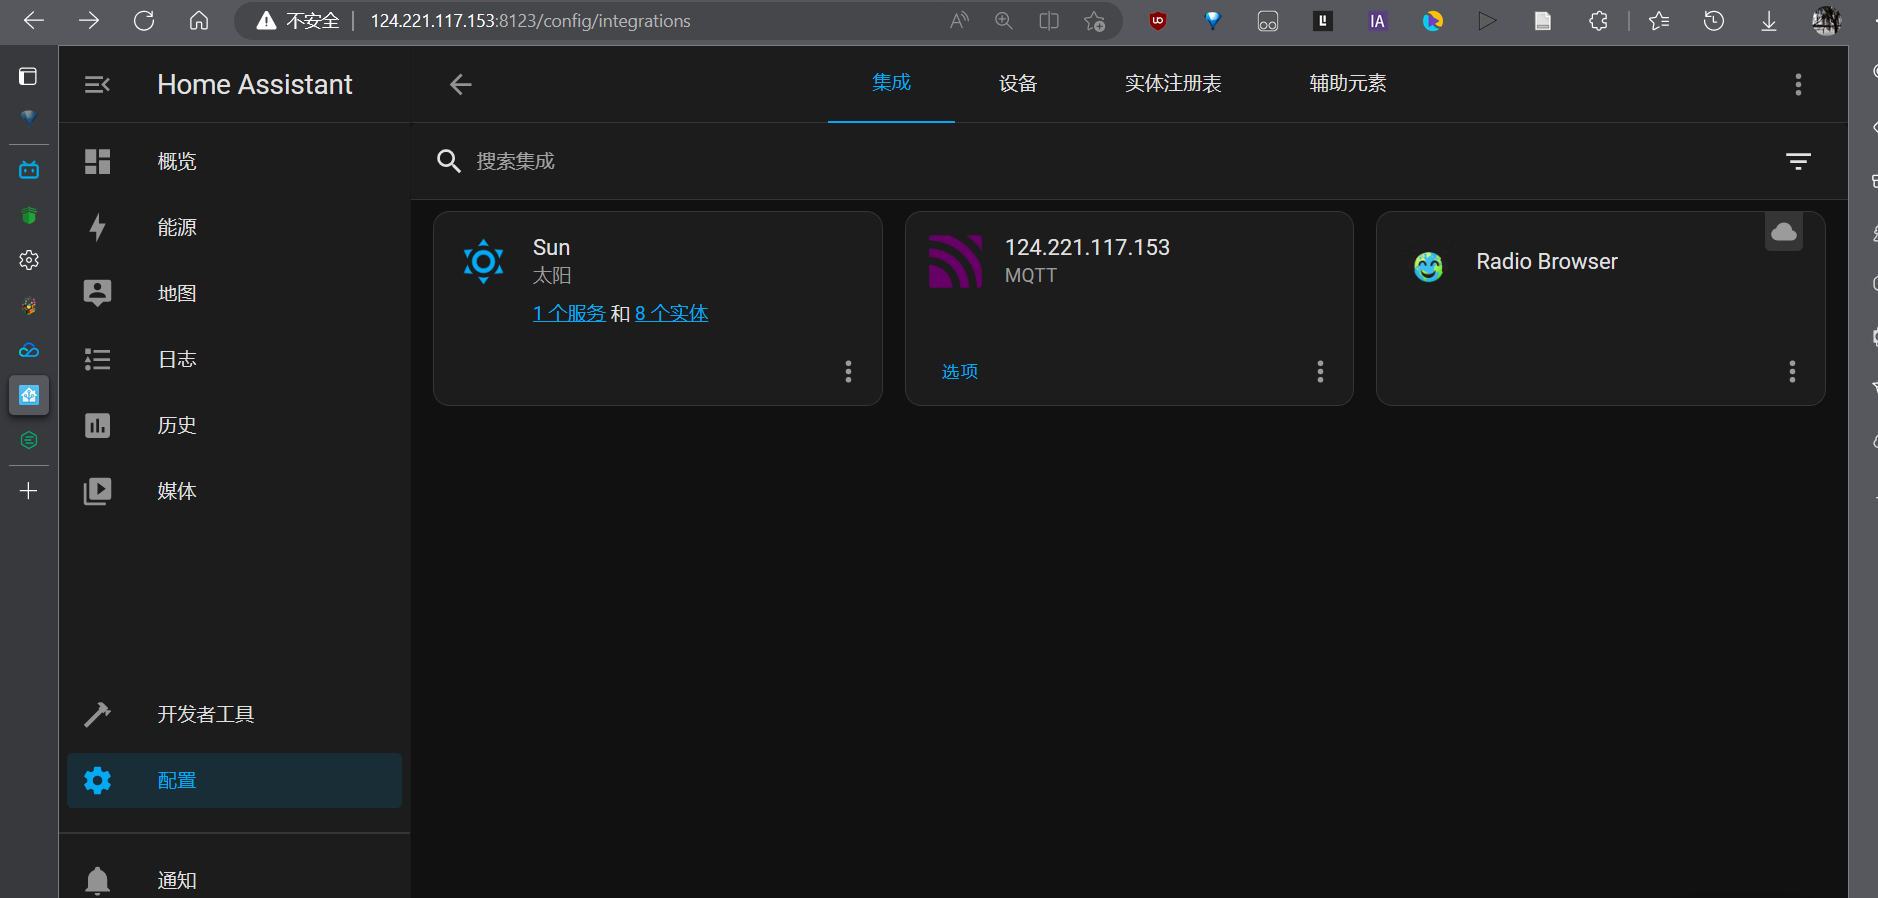 不安全 124.221.117.153:8123/config/integrations
Home Assistant
集成 设备 实体注册表 辅助元素
搜索集成
概览
能源
地图
日志
历史
媒体
开发者工具
配置
通知
Sun
太阳
1 个服务 和 8 个实体
124.221.117.153
MQTT
选项
Radio Browser
IA